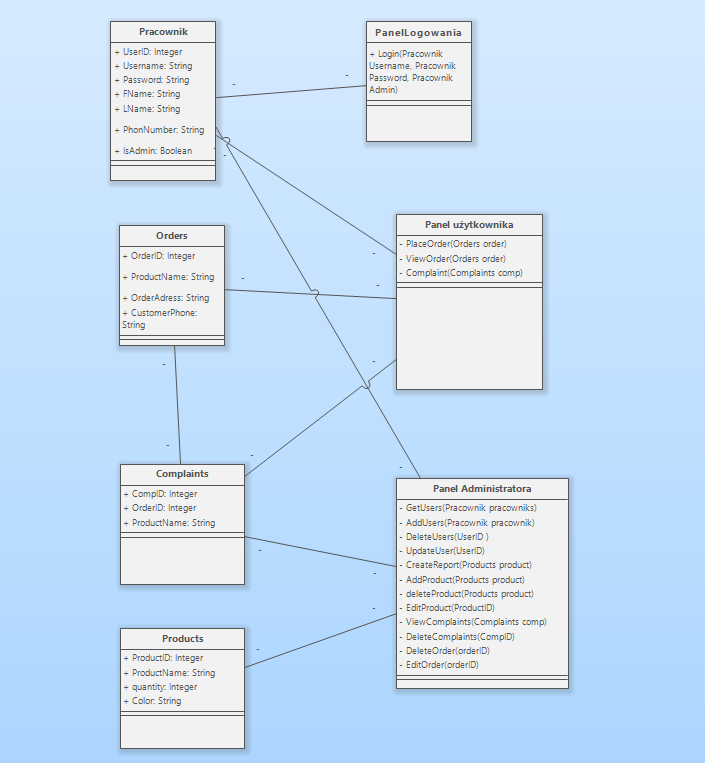 Pracownik
+ UserID: Integer
+ Username: String
+ Password: String
+ FName: String
+ LName: String
+ PhonNumber: String
+ IsAdmin: Boolean
PanelLogowania
+ Login(Pracownik
Username, Pracownik
Password, Pracownik
Admin)
Orders
+ OrderID: Integer
+ ProductName: String
+ OrderAdress: String
+ CustomerPhone:
String
Panel użytkownika
- PlaceOrder(Orders order)
- ViewOrder(Orders order)
- Complaint(Complaints comp)
Complaints
+ CompID: Integer
+ OrderID: Integer
+ ProductName: String
Panel Administratora
- GetUsers(Pracownik pracowniks)
- AddUsers(Pracownik pracownik)
- DeleteUsers(UserID )
- UpdateUser(UserID)
- CreateReport(Products product)
- AddProduct(Products product)
- deleteProduct(Products product)
- EditProduct(ProductID)
- ViewComplaints(Complaints comp)
- DeleteComplaints(CompID)
- DeleteOrder(orderID)
- EditOrder(orderID)
Products
+ ProductID: Integer
+ ProductName: String
+ quantity: Integer
+ Color: String